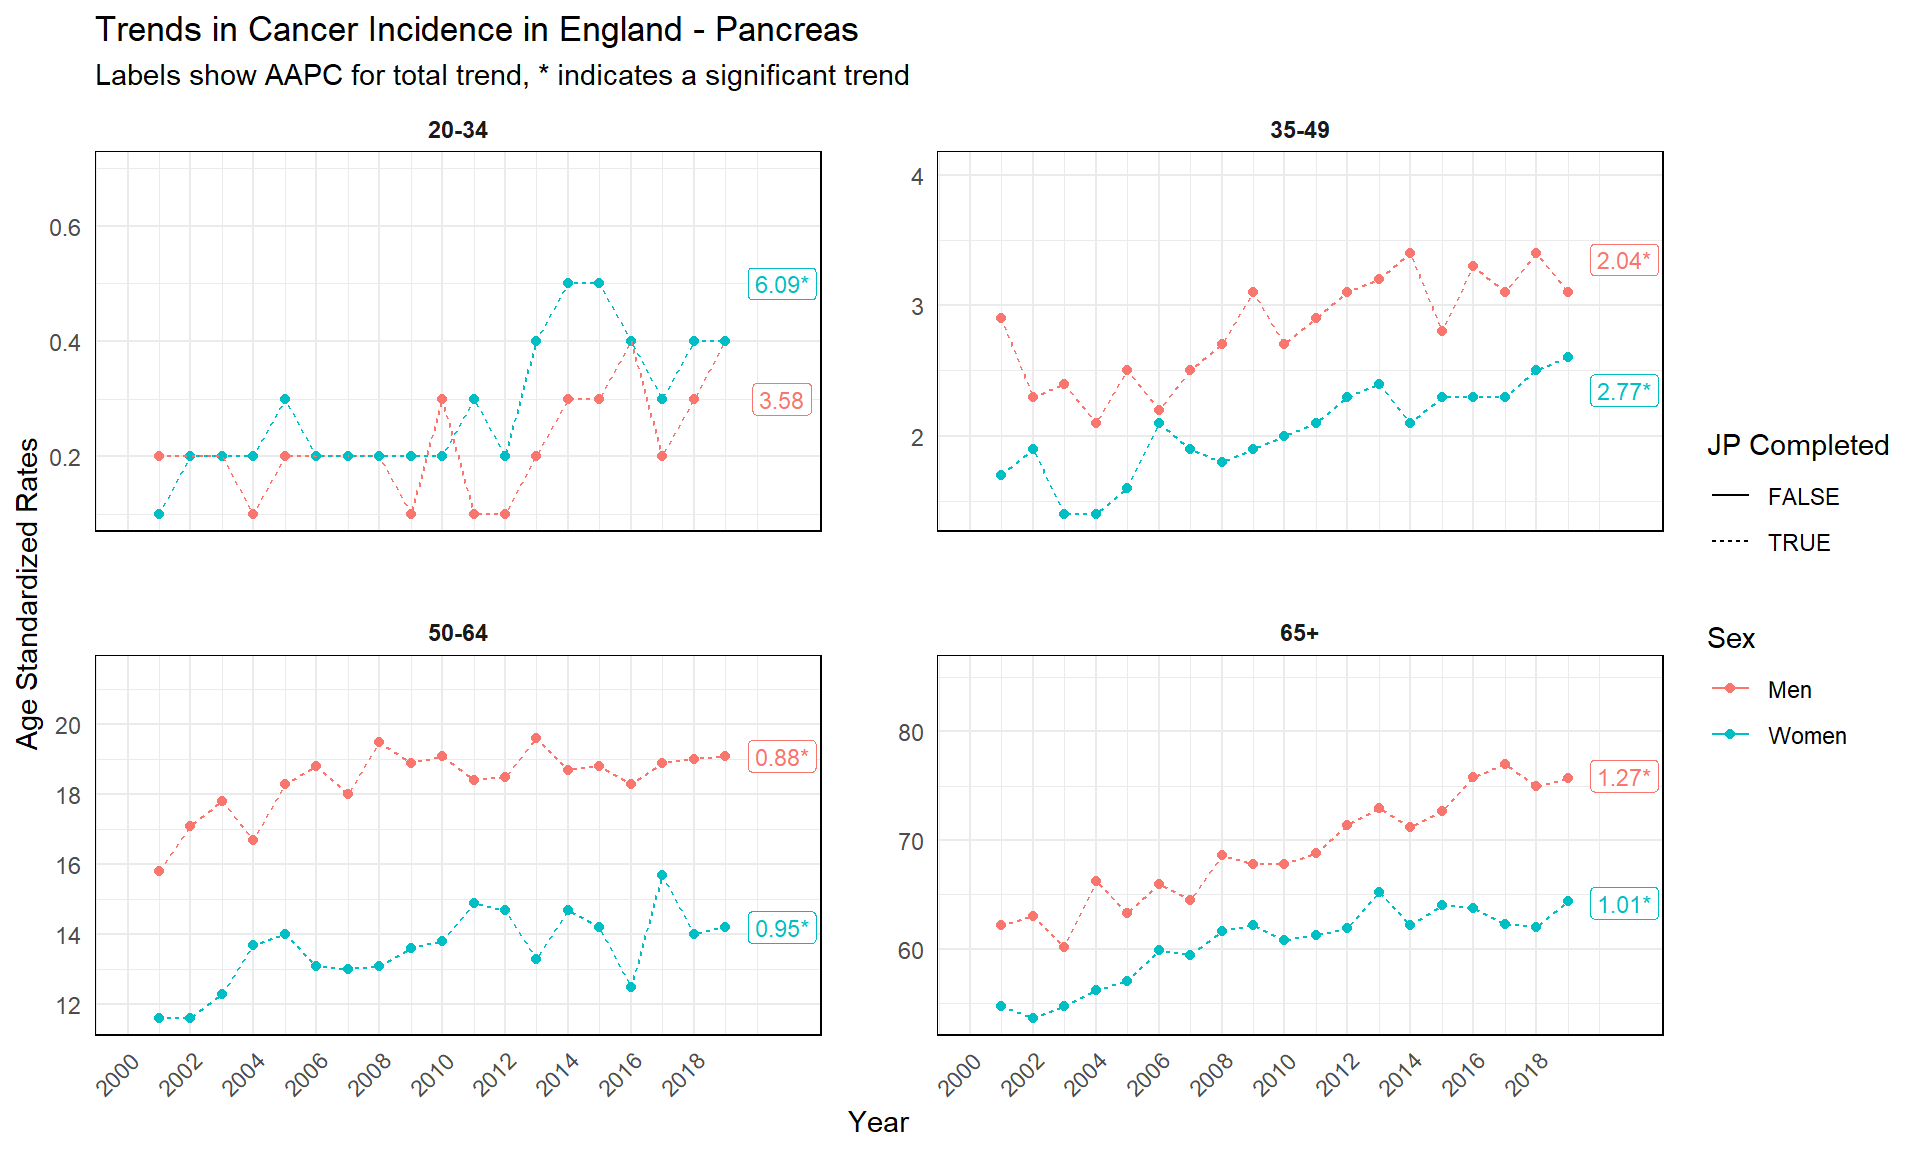 Trends in Cancer Incidence in England - Pancreas
Labels show AAPC for total trend, * indicates a significant trend
20-34
0.6
0.4
0.2
6.09*
3.58
35-49
4
3
2
2.04*
2.77*
Age Standardized Rates
50-64
20
18
16
14
12
0.88*
0.95*
2000 2002 2004 2006 2008 2010 2012 2014 2016 2018
65+
80
70
60
1.27*
1.01*
2000 2002 2004 2006 2008 2010 2012 2014 2016 2018
Year
JP Completed
FALSE
TRUE
Sex
Men
Women